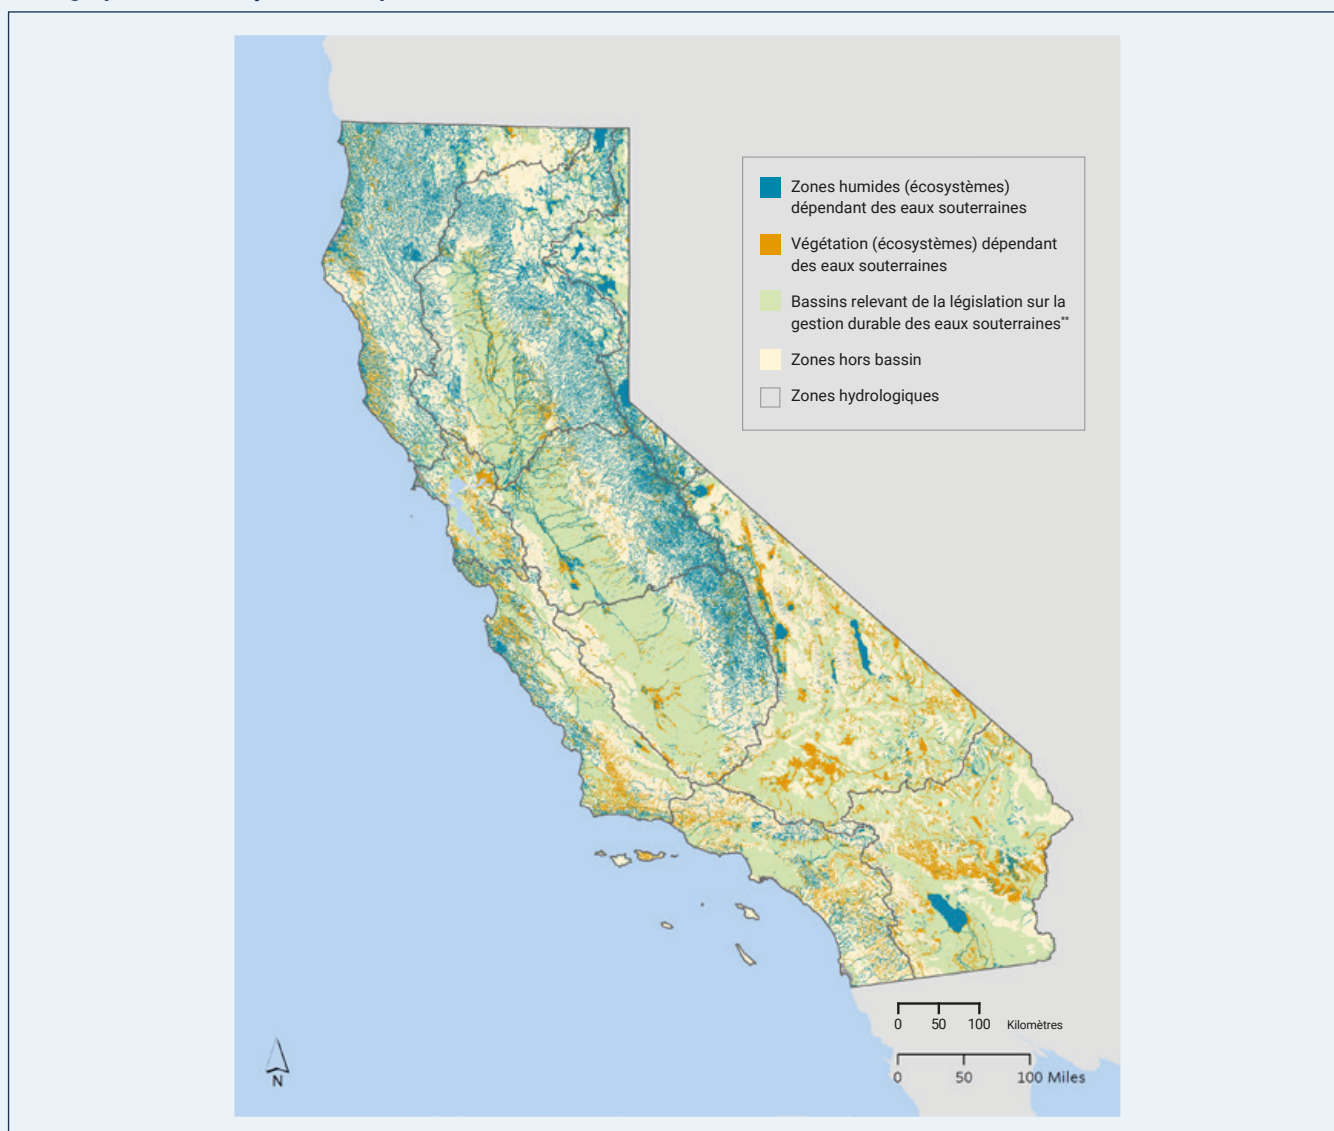 Zones humides (écosystèmes)
dépendant des eaux souterraines
Végétation (écosystèmes) dépendant
des eaux souterraines
Bassins relevant de la législation sur la
gestion durable des eaux souterraines**
Zones hors bassin
Zones hydrologiques
0 50 100 Kilomètres
0 50 100 Miles
N